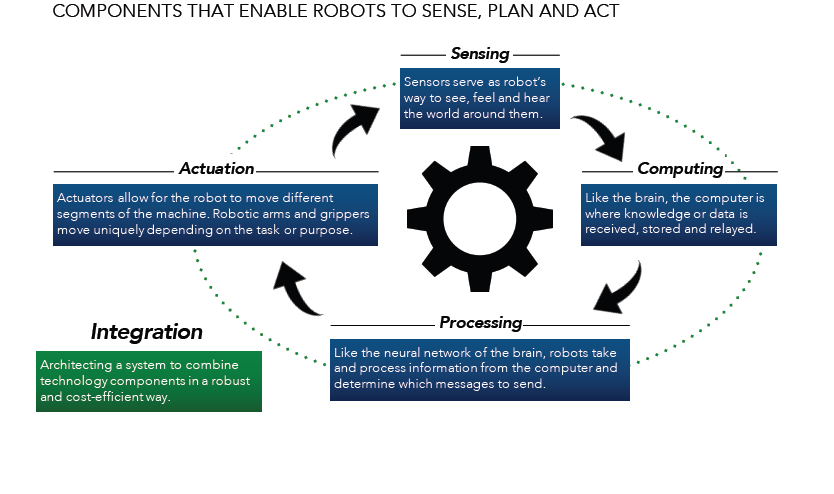 COMPONENTS THAT ENABLE ROBOTS TO SENSE, PLAN AND ACT
Sensing
Sensors serve as robot's
way to see, feel and hear
the world around them.
Actuation
Actuators allow for the robot to move different
segments of the machine. Robotic arms and grippers
move uniquely depending on the task or purpose.
Computing
Like the brain, the computer is
where knowledge or data is
received, stored and relayed.
Processing
Like the neural network of the brain, robots take
and process information from the computer and
determine which messages to send.
Integration
Architecting a system to combine
technology components in a robust
and cost-efficient way.